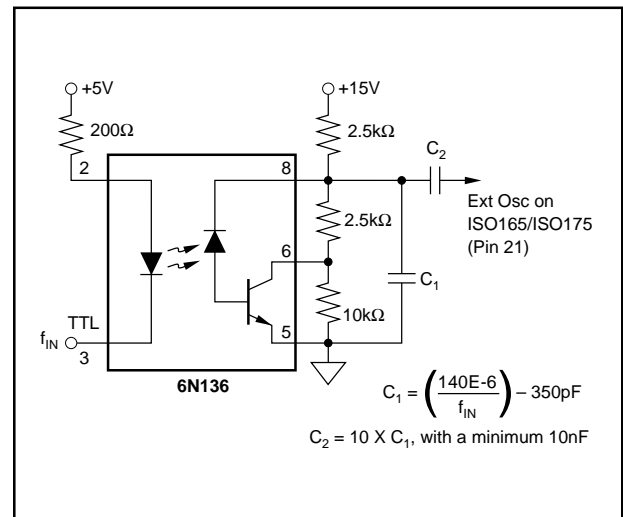 +5V
+15V
200Ω
2.5kΩ
C₂
2
8
Ext Osc on
ISO165/ISO175
(Pin 21)
2.5kΩ
6
C₁
10kΩ
TTL
fIN
3
5
6N136
C₁ = (140E-6 / fIN) – 350pF
C₂ = 10 X C₁, with a minimum 10nF